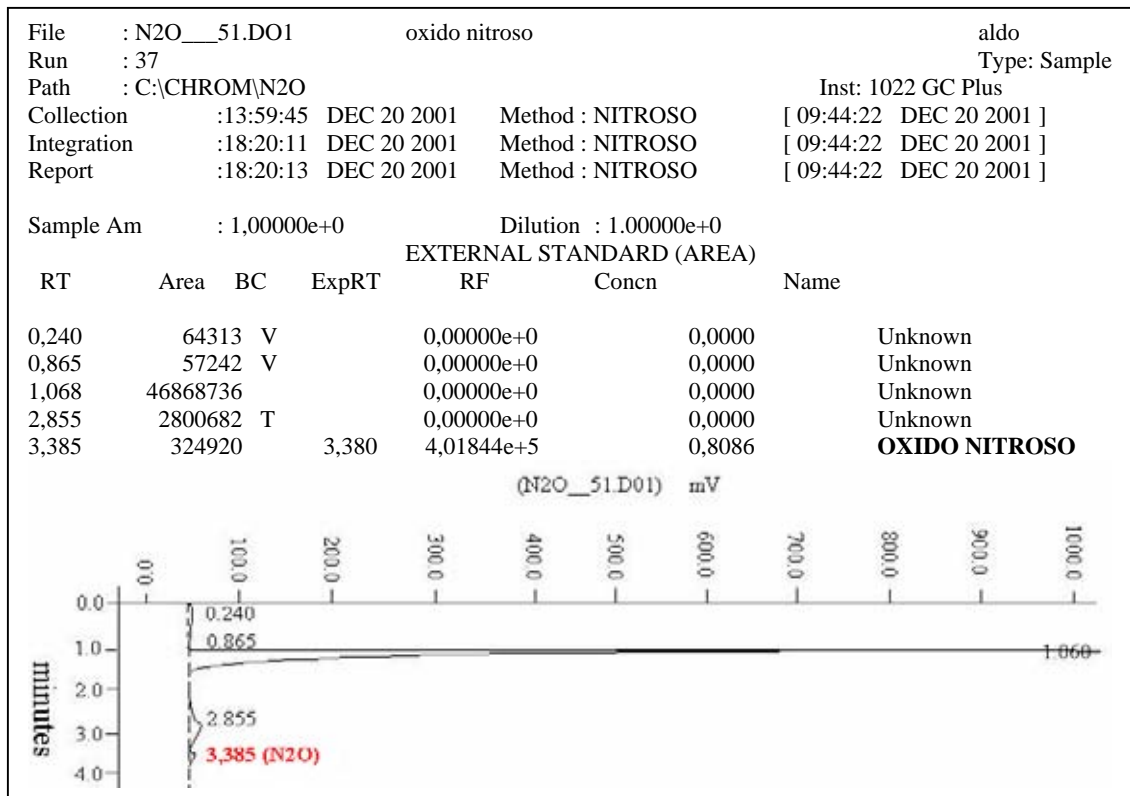 File : N2O___51.DO1 oxido nitroso aldo
Run : 37 Type: Sample
Path : C:\CHROM\N2O Inst: 1022 GC Plus
Collection :13:59:45 DEC 20 2001 Method : NITROSO [ 09:44:22 DEC 20 2001 ]
Integration :18:20:11 DEC 20 2001 Method : NITROSO [ 09:44:22 DEC 20 2001 ]
Report :18:20:13 DEC 20 2001 Method : NITROSO [ 09:44:22 DEC 20 2001 ]
Sample Am : 1,00000e+0 Dilution : 1.00000e+0
EXTERNAL STANDARD (AREA)
RT Area BC ExpRT RF Concn Name
0,240 64313 V 0,00000e+0 0,0000 Unknown
0,865 57242 V 0,00000e+0 0,0000 Unknown
1,068 46868736 0,00000e+0 0,0000 Unknown
2,855 2800682 T 0,00000e+0 0,0000 Unknown
3,385 324920 3,380 4,01844e+5 0,8086 OXIDO NITROSO
(N2O__51.D01) mV
0.0 100.0 200.0 300.0 400.0 500.0 600.0 700.0 800.0 900.0 1000.0
0.0
0.240
1.0 0.865 1.060
2.0
2.855
3.0
3,385 (N2O)
4.0
minutes